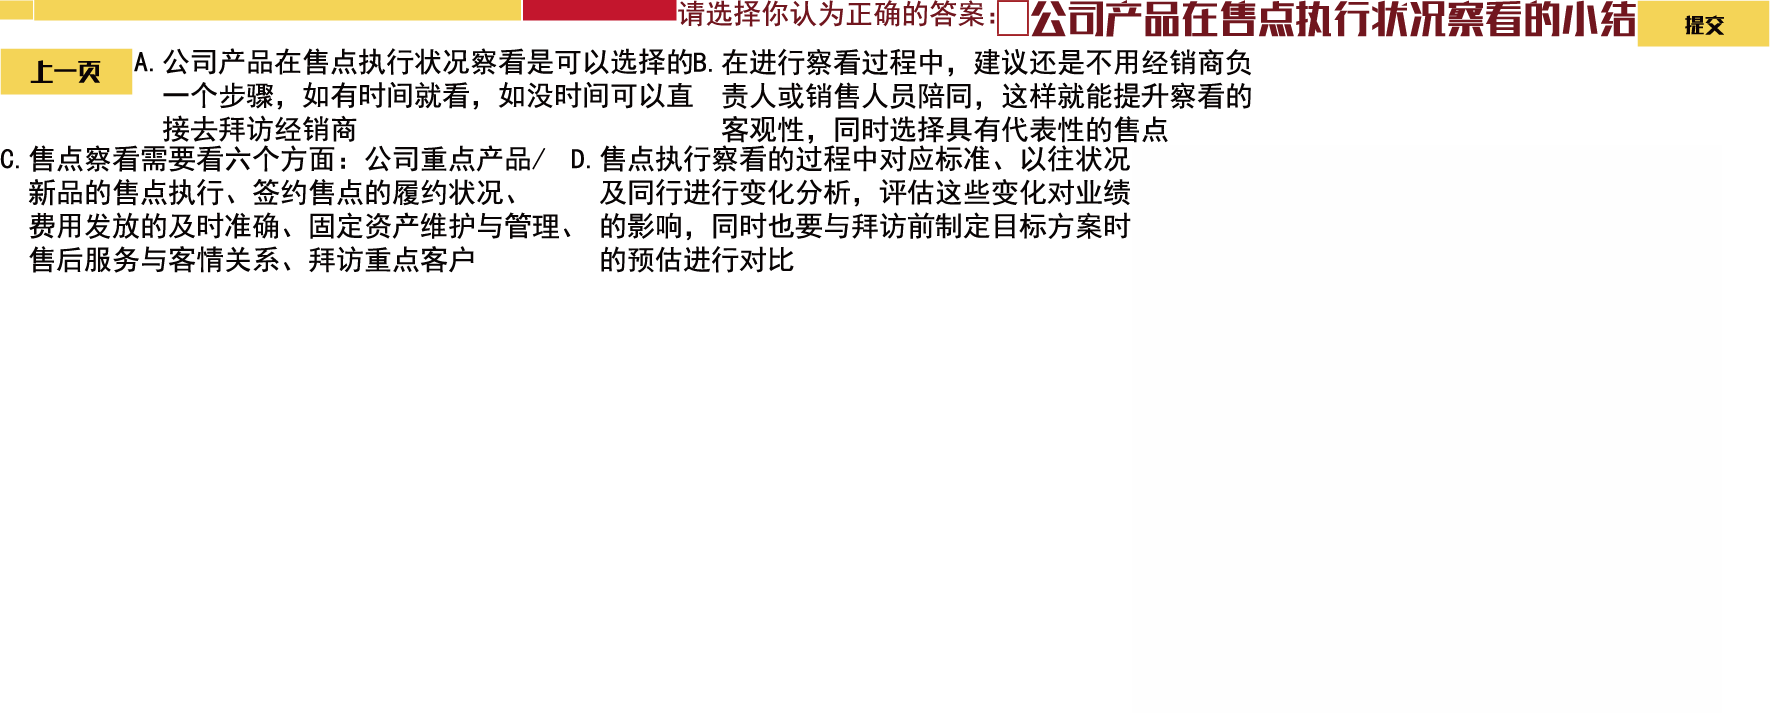 请选择你认为正确的答案：
公司产品在售点执行状况察看的小结
提交
上一页
A. 公司产品在售点执行状况察看是可以选择的
一个步骤，如有时间就看，如没时间可以直
接去拜访经销商
B. 在进行察看过程中，建议还是不用经销商负
责人或销售人员陪同，这样就能提升察看的
客观性，同时选择具有代表性的售点
C. 售点察看需要看六个方面：公司重点产品/
新品的售点执行、签约售点的履约状况、
费用发放的及时准确、固定资产维护与管理、
售后服务与客情关系、拜访重点客户
D. 售点执行察看的过程中对应标准、以往状况
及同行进行变化分析，评估这些变化对业绩
的影响，同时也要与拜访前制定目标方案时
的预估进行对比